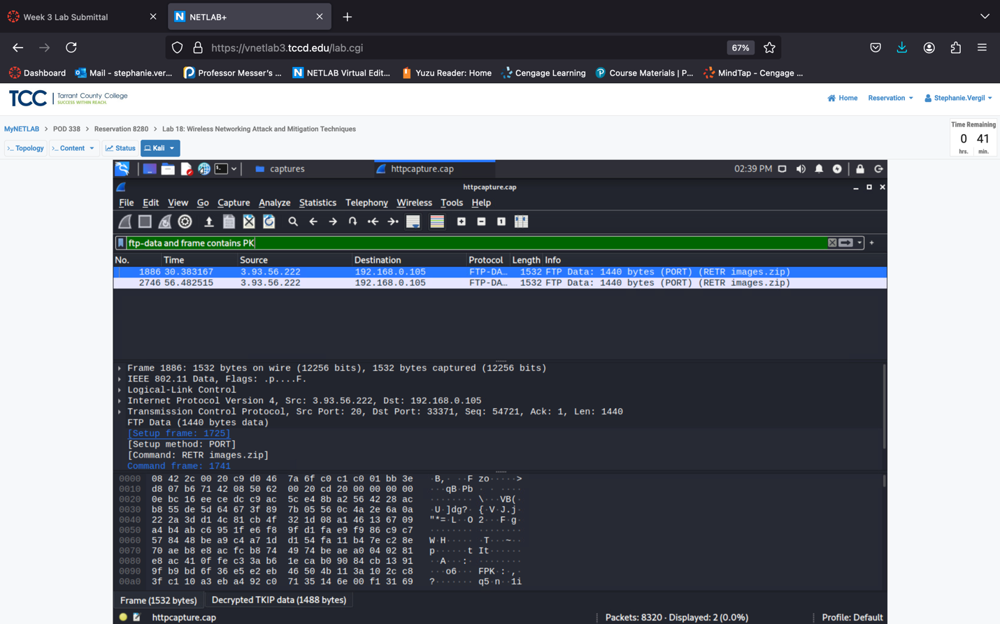 Week 3 Lab Submittal
NETLAB+
https://vnetlab3.tccd.edu/lab.cgi
67%
Dashboard
Mail - stephanie.ver...
Professor Messer's ...
NETLAB Virtual Edit...
Yuzu Reader: Home
Cengage Learning
Course Materials | P...
MindTap - Cengage ...
TCC
Tarrant County College
SUCCESS WITHIN REACH.
Home
Reservation
Stephanie.Vergil
MyNETLAB > POD 338 > Reservation 8280 > Lab 18: Wireless Networking Attack and Mitigation Techniques
Time Remaining
0 41
hrs. min.
>_ Topology
>_ Content
Status
Kali
captures
httpcapture.cap
02:39 PM
httpcapture.cap
File Edit View Go Capture Analyze Statistics Telephony Wireless Tools Help
ftp-data and frame contains PK
No. Time Source Destination Protocol Length Info
1886 30.383167 3.93.56.222 192.168.0.105 FTP-DA... 1532 FTP Data: 1440 bytes (PORT) (RETR images.zip)
2746 56.482515 3.93.56.222 192.168.0.105 FTP-DA... 1532 FTP Data: 1440 bytes (PORT) (RETR images.zip)
Frame 1886: 1532 bytes on wire (12256 bits), 1532 bytes captured (12256 bits)
IEEE 802.11 Data, Flags: .p....F.
Logical-Link Control
Internet Protocol Version 4, Src: 3.93.56.222, Dst: 192.168.0.105
Transmission Control Protocol, Src Port: 20, Dst Port: 33371, Seq: 54721, Ack: 1, Len: 1440
FTP Data (1440 bytes data)
[Setup frame: 1725]
[Setup method: PORT]
[Command: RETR images.zip]
Command frame: 1741
0000 08 42 2c 00 20 c9 d0 46 7a 6f c0 c1 c0 01 bb 3e ·B,· ··F zo·····>
0010 d8 07 b6 71 42 08 50 62 00 20 cd 20 00 00 00 00 ···qB·Pb · · ····
0020 0e bc 16 ee ce dc c9 ac 5c e4 8b a2 56 42 28 ac ········ \···VB(·
0030 b8 55 de 5d 64 67 3f 89 7b 05 56 0c 4a 2e 6a 0a ·U·]dg?· {·V·J.j·
0040 22 2a 3d d1 4c 81 cb 4f 32 1d 08 a1 46 13 67 09 "*=·L··O 2···F·g·
0050 a4 b4 ab c6 95 1f e6 f8 9f d1 fa e9 f9 86 c9 c7 ········ ········
0060 57 84 48 be a9 c4 a7 1d d1 54 fa 11 b4 7e c2 8e W·H····· ·T···~··
0070 70 ae b8 e8 ac fc b8 74 49 74 be ae a0 04 02 81 p······t It······
0080 e8 ac 41 0f fe c3 3a b6 1e ca b0 90 84 cb 13 91 ··A···:· ········
0090 9f b9 bd 6f 36 e5 e2 eb 46 50 4b 11 3a 10 2c c8 ···o6··· FPK·:·,·
00a0 3f c1 10 a3 eb a4 92 c0 71 35 14 6e 00 f1 31 69 ?······· q5·n··1i
Frame (1532 bytes)
Decrypted TKIP data (1488 bytes)
httpcapture.cap
Packets: 8320 · Displayed: 2 (0.0%)
Profile: Default